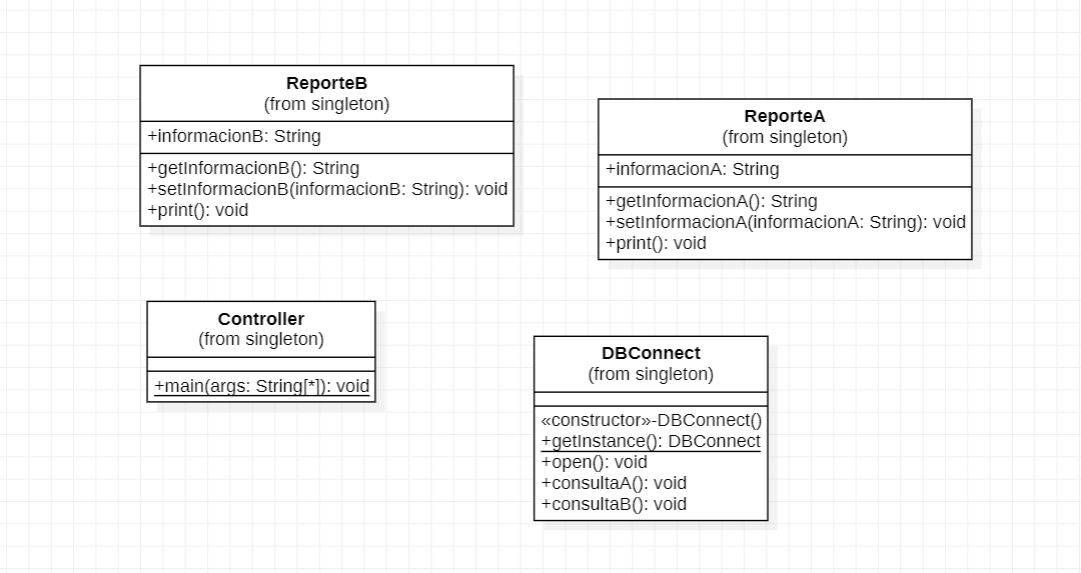 ReporteB
(from singleton)
+informacionB: String
+getInformacionB(): String
+setInformacionB(informacionB: String): void
+print(): void
ReporteA
(from singleton)
+informacionA: String
+getInformacionA(): String
+setInformacionA(informacionA: String): void
+print(): void
Controller
(from singleton)
+main(args: String[*]): void
DBConnect
(from singleton)
«constructor»-DBConnect()
+getInstance(): DBConnect
+open(): void
+consultaA(): void
+consultaB(): void